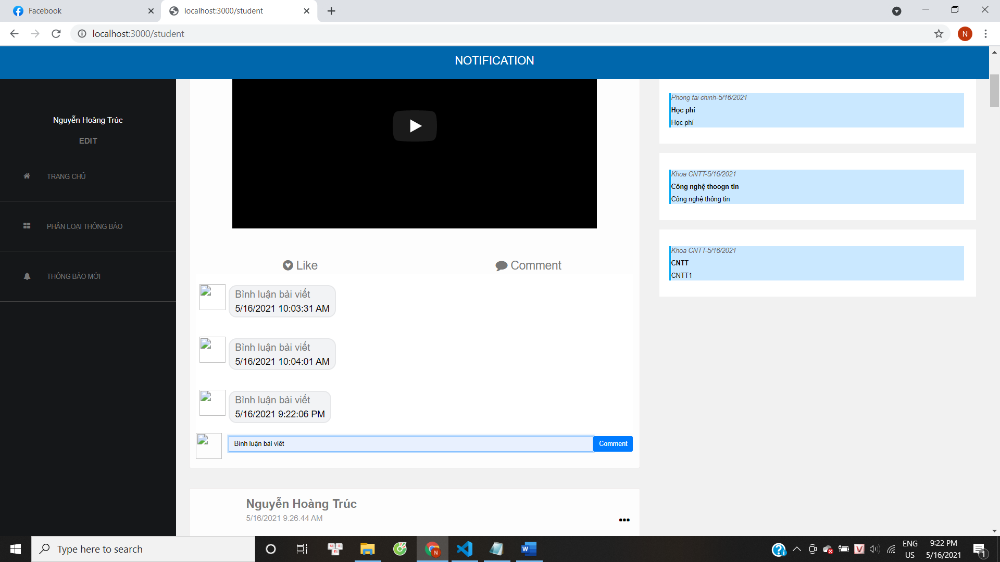 Facebook
localhost:3000/student
localhost:3000/student
N
NOTIFICATION
Nguyễn Hoàng Trúc
EDIT
TRANG CHỦ
PHÂN LOẠI THÔNG BÁO
THÔNG BÁO MỚI
Like
Comment
Bình luận bài viết
5/16/2021 10:03:31 AM
Bình luận bài viết
5/16/2021 10:04:01 AM
Bình luận bài viết
5/16/2021 9:22:06 PM
Bình luận bài viêt
Comment
Nguyễn Hoàng Trúc
5/16/2021 9:26:44 AM
Phong tai chinh-5/16/2021
Học phí
Học phí
Khoa CNTT-5/16/2021
Công nghệ thoogn tin
Công nghệ thông tin
Khoa CNTT-5/16/2021
CNTT
CNTT1
Type here to search
ENG
US
9:22 PM
5/16/2021
1